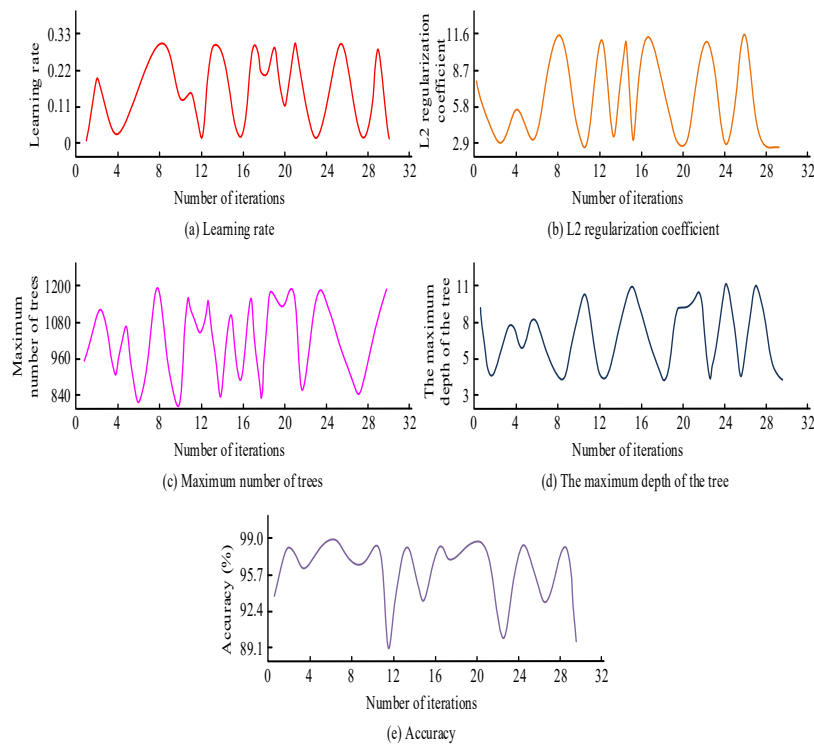 0.33
0.22
0.11
0
Learning rate
0 4 8 12 16 20 24 28 32
Number of iterations
(a) Learning rate
11.6
8.7
5.8
2.9
L2 regularization
coefficient
0 4 8 12 16 20 24 28 32
Number of iterations
(b) L2 regularization coefficient
1200
1080
960
840
Maximum
number of trees
0 4 8 12 16 20 24 28 32
Number of iterations
(c) Maximum number of trees
11
8
5
3
The maximum
depth of the tree
0 4 8 12 16 20 24 28 32
Number of iterations
(d) The maximum depth of the tree
99.0
95.7
92.4
89.1
Accuracy (%)
0 4 8 12 16 20 24 28 32
Number of iterations
(e) Accuracy